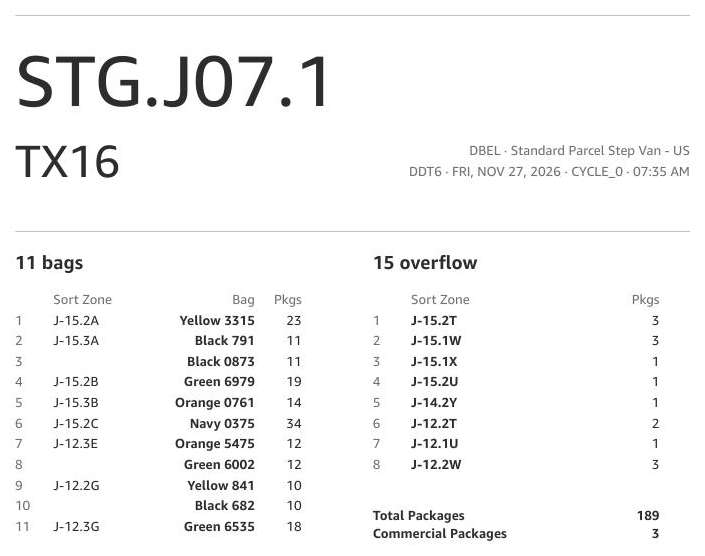 STG.J07.1
TX16
DBEL · Standard Parcel Step Van - US
DDT6 · FRI, NOV 27, 2026 · CYCLE_0 · 07:35 AM
11 bags
Sort Zone Bag Pkgs
1 J-15.2A Yellow 3315 23
2 J-15.3A Black 791 11
3 Black 0873 11
4 J-15.2B Green 6979 19
5 J-15.3B Orange 0761 14
6 J-15.2C Navy 0375 34
7 J-12.3E Orange 5475 12
8 Green 6002 12
9 J-12.2G Yellow 841 10
10 Black 682 10
11 J-12.3G Green 6535 18
15 overflow
Sort Zone Pkgs
1 J-15.2T 3
2 J-15.1W 3
3 J-15.1X 1
4 J-15.2U 1
5 J-14.2Y 1
6 J-12.2T 2
7 J-12.1U 1
8 J-12.2W 3
Total Packages 189
Commercial Packages 3